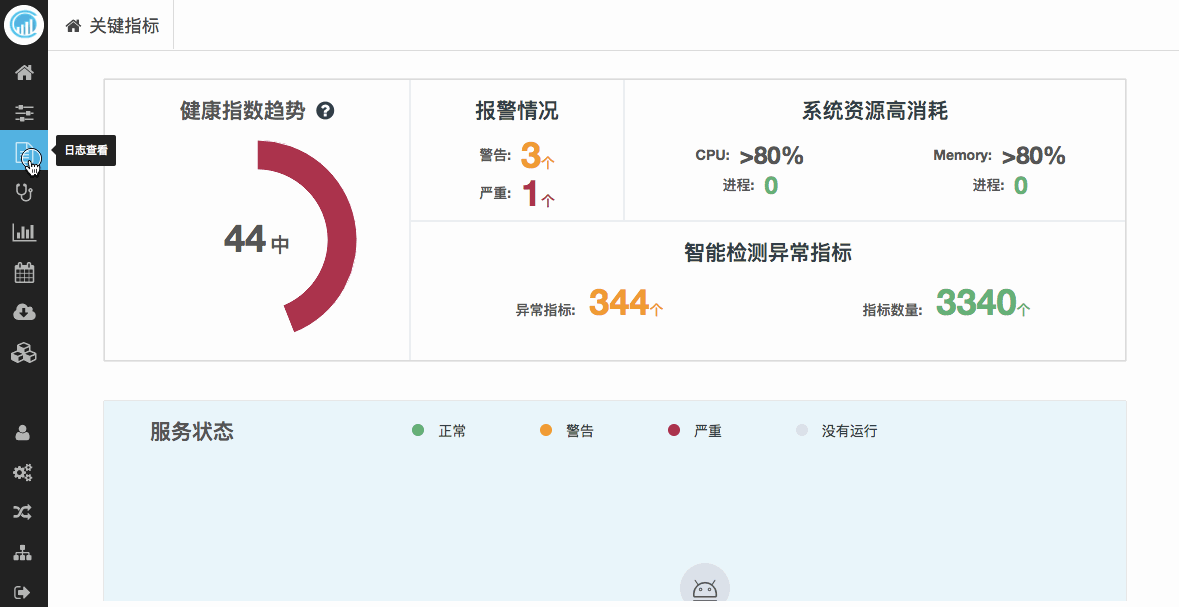 关键指标
日志查看
健康指数趋势
44 中
报警情况
警告: 3个
严重: 1个
系统资源高消耗
CPU: >80%
进程: 0
Memory: >80%
进程: 0
智能检测异常指标
异常指标: 344个
指标数量: 3340个
服务状态
正常
警告
严重
没有运行